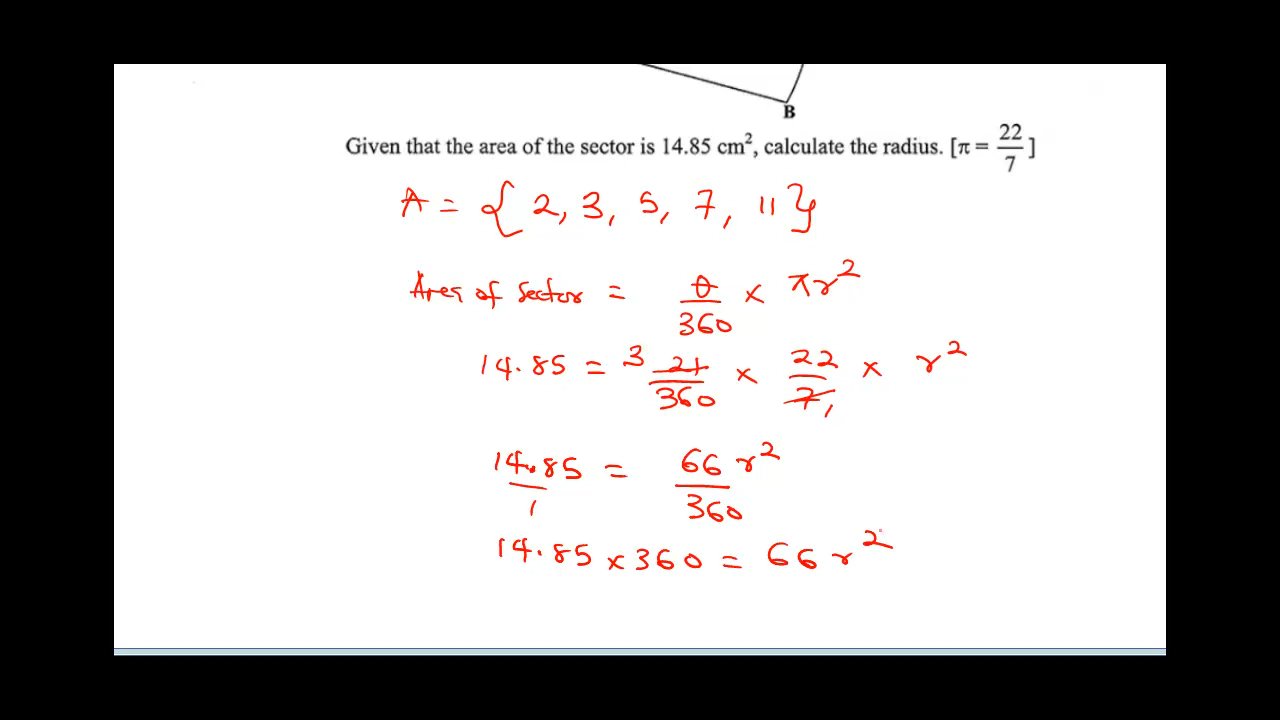 B
Given that the area of the sector is 14.85 cm², calculate the radius. [π = 22/7]
A = { 2, 3, 5, 7, 11 }
Area of Sector = θ/360 × πr²
14.85 = 3 21/360 × 22/7 1 × r²
14.85/1 = 66r²/360
14.85 × 360 = 66r²